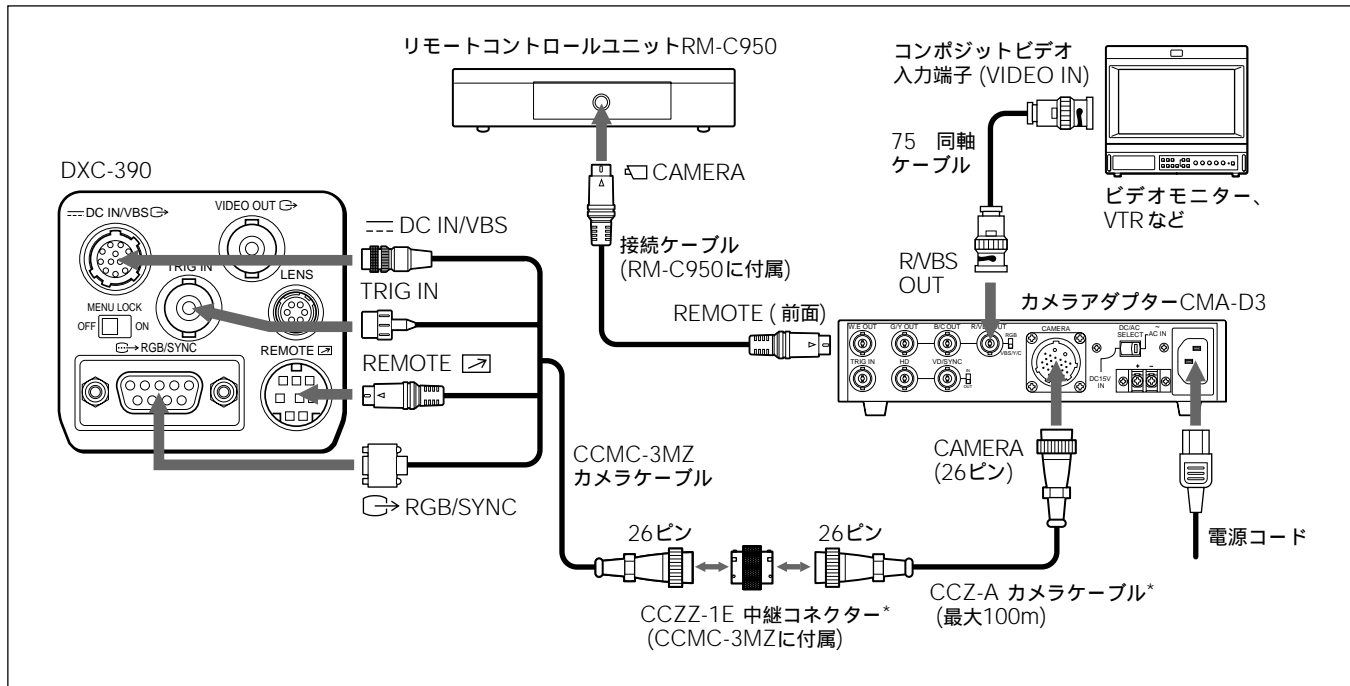 リモートコントロールユニットRM-C950
コンポジットビデオ
入力端子 (VIDEO IN)
75 同軸
ケーブル
ビデオモニター、
VTRなど
DXC-390
DC IN/VBS
VIDEO OUT
TRIG IN
LENS
MENU LOCK
OFF ON
RGB/SYNC
REMOTE
CAMERA
DC IN/VBS
接続ケーブル
(RM-C950に付属)
TRIG IN
REMOTE
RGB/SYNC
REMOTE (前面)
R/VBS
OUT
カメラアダプターCMA-D3
W.E OUT G/Y OUT B/C OUT R/VBS OUT
RGB
VBS/Y/C
TRIG IN HD VD/SYNC
IN
OUT
CAMERA
DC/AC
SELECT
~
AC IN
DC15V
IN
+ −
CCMC-3MZ
カメラケーブル
CAMERA
(26ピン)
電源コード
26ピン 26ピン
CCZZ-1E 中継コネクター*
(CCMC-3MZに付属)
CCZ-A カメラケーブル*
(最大100m)